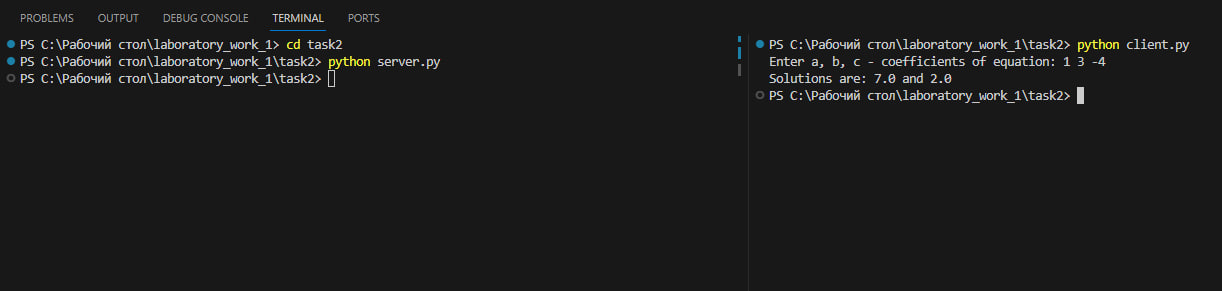 PROBLEMS OUTPUT DEBUG CONSOLE TERMINAL PORTS
PS C:\Рабочий стол\laboratory_work_1> cd task2
PS C:\Рабочий стол\laboratory_work_1\task2> python server.py
PS C:\Рабочий стол\laboratory_work_1\task2>
PS C:\Рабочий стол\laboratory_work_1\task2> python client.py
Enter a, b, c - coefficients of equation: 1 3 -4
Solutions are: 7.0 and 2.0
PS C:\Рабочий стол\laboratory_work_1\task2>